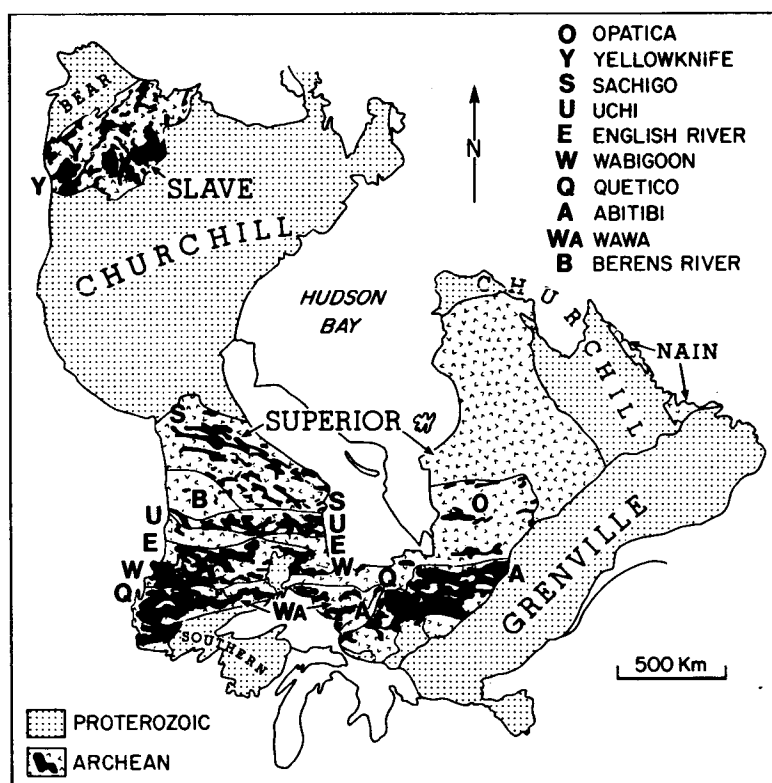 O OPATICA
Y YELLOWKNIFE
S SACHIGO
U UCHI
E ENGLISH RIVER
W WABIGOON
Q QUETICO
A ABITIBI
WA WAWA
B BERENS RIVER
N
BEAR
Y
SLAVE
CHURCHILL
HUDSON
BAY
CHURCHILL
NAIN
S
SUPERIOR
B
S
O
U
U
E
E
W
W
Q
Q
A
WA
A
SOUTHERN
GRENVILLE
500 Km
PROTEROZOIC
ARCHEAN